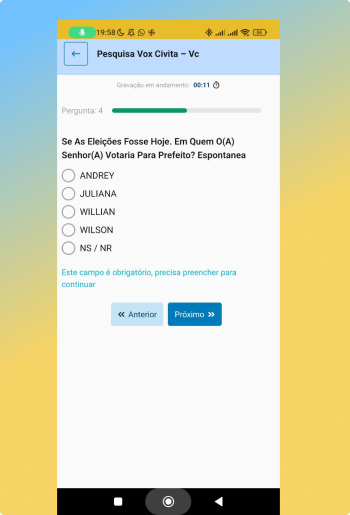 19:58
Pesquisa Vox Civita – Vc
Gravação em andamento: 00:11
Pergunta: 4
Se As Eleições Fosse Hoje. Em Quem O(A)
Senhor(A) Votaria Para Prefeito? Espontanea
ANDREY
JULIANA
WILLIAN
WILSON
NS / NR
Este campo é obrigatório, precisa preencher para
continuar
Anterior Próximo